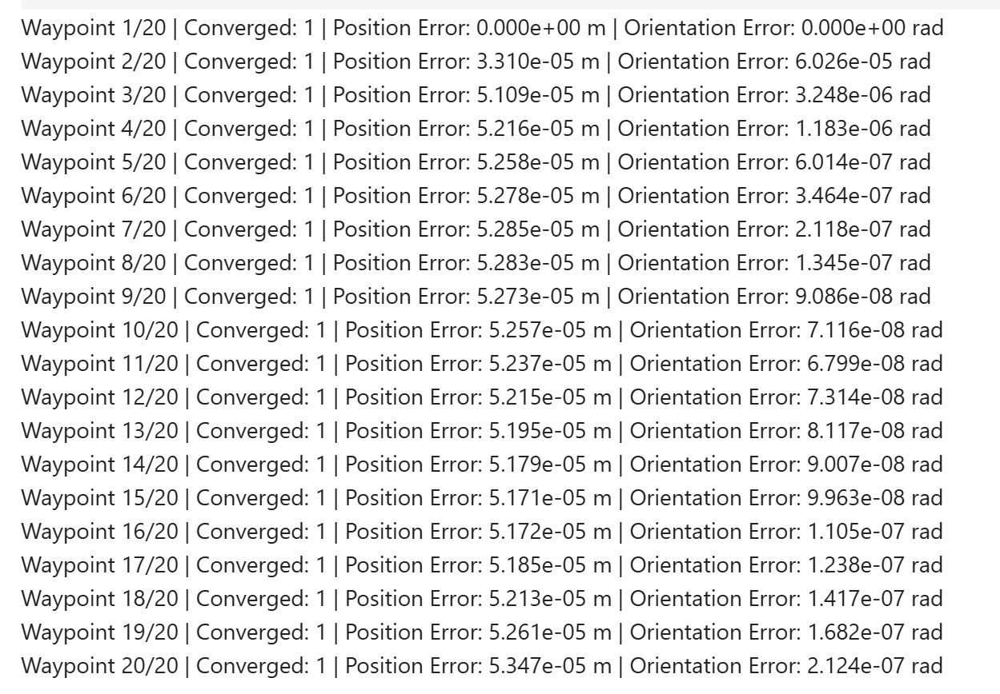 Waypoint 1/20 | Converged: 1 | Position Error: 0.000e+00 m | Orientation Error: 0.000e+00 rad
Waypoint 2/20 | Converged: 1 | Position Error: 3.310e-05 m | Orientation Error: 6.026e-05 rad
Waypoint 3/20 | Converged: 1 | Position Error: 5.109e-05 m | Orientation Error: 3.248e-06 rad
Waypoint 4/20 | Converged: 1 | Position Error: 5.216e-05 m | Orientation Error: 1.183e-06 rad
Waypoint 5/20 | Converged: 1 | Position Error: 5.258e-05 m | Orientation Error: 6.014e-07 rad
Waypoint 6/20 | Converged: 1 | Position Error: 5.278e-05 m | Orientation Error: 3.464e-07 rad
Waypoint 7/20 | Converged: 1 | Position Error: 5.285e-05 m | Orientation Error: 2.118e-07 rad
Waypoint 8/20 | Converged: 1 | Position Error: 5.283e-05 m | Orientation Error: 1.345e-07 rad
Waypoint 9/20 | Converged: 1 | Position Error: 5.273e-05 m | Orientation Error: 9.086e-08 rad
Waypoint 10/20 | Converged: 1 | Position Error: 5.257e-05 m | Orientation Error: 7.116e-08 rad
Waypoint 11/20 | Converged: 1 | Position Error: 5.237e-05 m | Orientation Error: 6.799e-08 rad
Waypoint 12/20 | Converged: 1 | Position Error: 5.215e-05 m | Orientation Error: 7.314e-08 rad
Waypoint 13/20 | Converged: 1 | Position Error: 5.195e-05 m | Orientation Error: 8.117e-08 rad
Waypoint 14/20 | Converged: 1 | Position Error: 5.179e-05 m | Orientation Error: 9.007e-08 rad
Waypoint 15/20 | Converged: 1 | Position Error: 5.171e-05 m | Orientation Error: 9.963e-08 rad
Waypoint 16/20 | Converged: 1 | Position Error: 5.172e-05 m | Orientation Error: 1.105e-07 rad
Waypoint 17/20 | Converged: 1 | Position Error: 5.185e-05 m | Orientation Error: 1.238e-07 rad
Waypoint 18/20 | Converged: 1 | Position Error: 5.213e-05 m | Orientation Error: 1.417e-07 rad
Waypoint 19/20 | Converged: 1 | Position Error: 5.261e-05 m | Orientation Error: 1.682e-07 rad
Waypoint 20/20 | Converged: 1 | Position Error: 5.347e-05 m | Orientation Error: 2.124e-07 rad